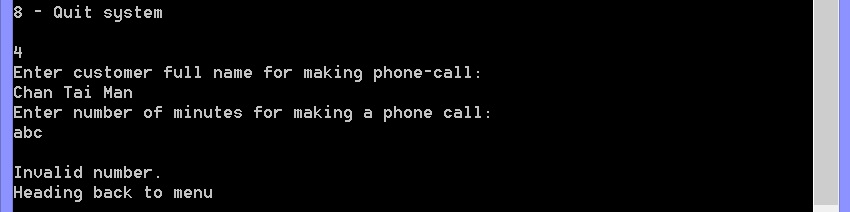 8 - Quit system
4
Enter customer full name for making phone-call:
Chan Tai Man
Enter number of minutes for making a phone call:
abc
Invalid number.
Heading back to menu